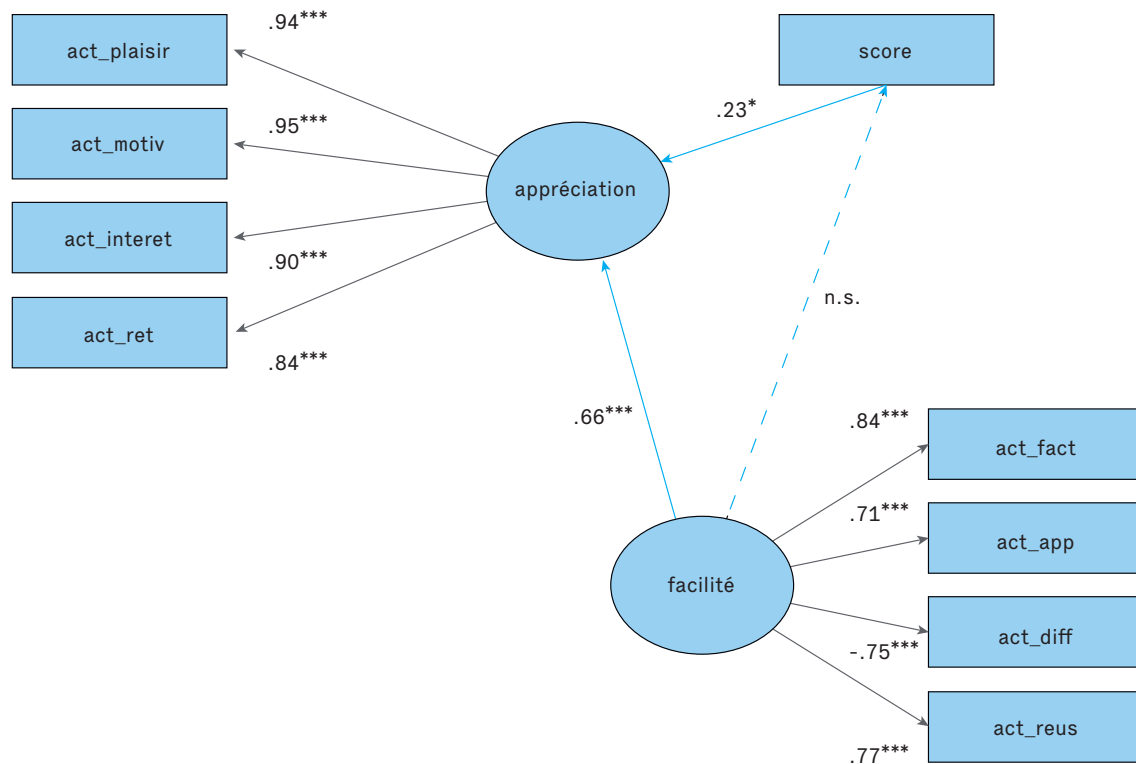 .94***
act_plaisir
score
.23*
.95***
act_motiv
appréciation
act_interet
.90***
n.s.
act_ret
.84***
.66***
.84***
act_fact
.71***
act_app
facilité
act_diff
-.75***
act_reus
.77***